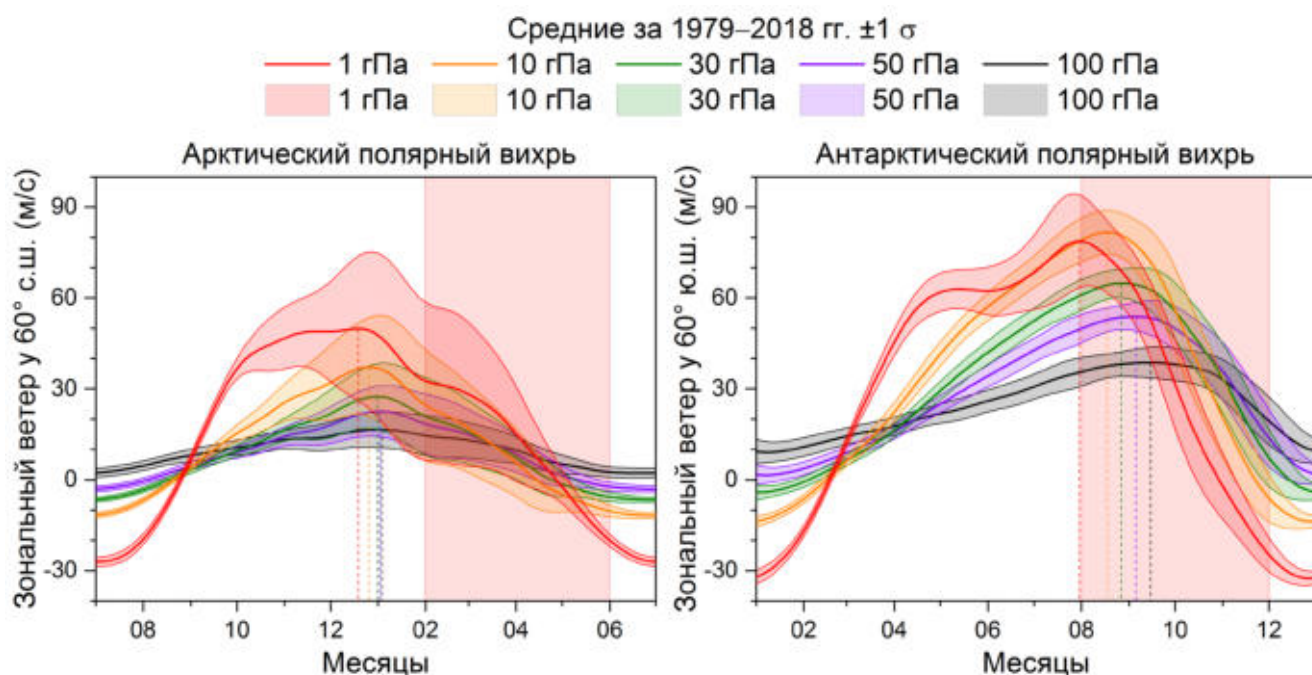 Средние за 1979–2018 гг. ±1 σ
1 гПа 10 гПа 30 гПа 50 гПа 100 гПа
1 гПа 10 гПа 30 гПа 50 гПа 100 гПа
Арктический полярный вихрь
Зональный ветер у 60° с.ш. (м/с)
90
60
30
0
-30
08 10 12 02 04 06
Месяцы
Антарктический полярный вихрь
Зональный ветер у 60° ю.ш. (м/с)
90
60
30
0
-30
02 04 06 08 10 12
Месяцы